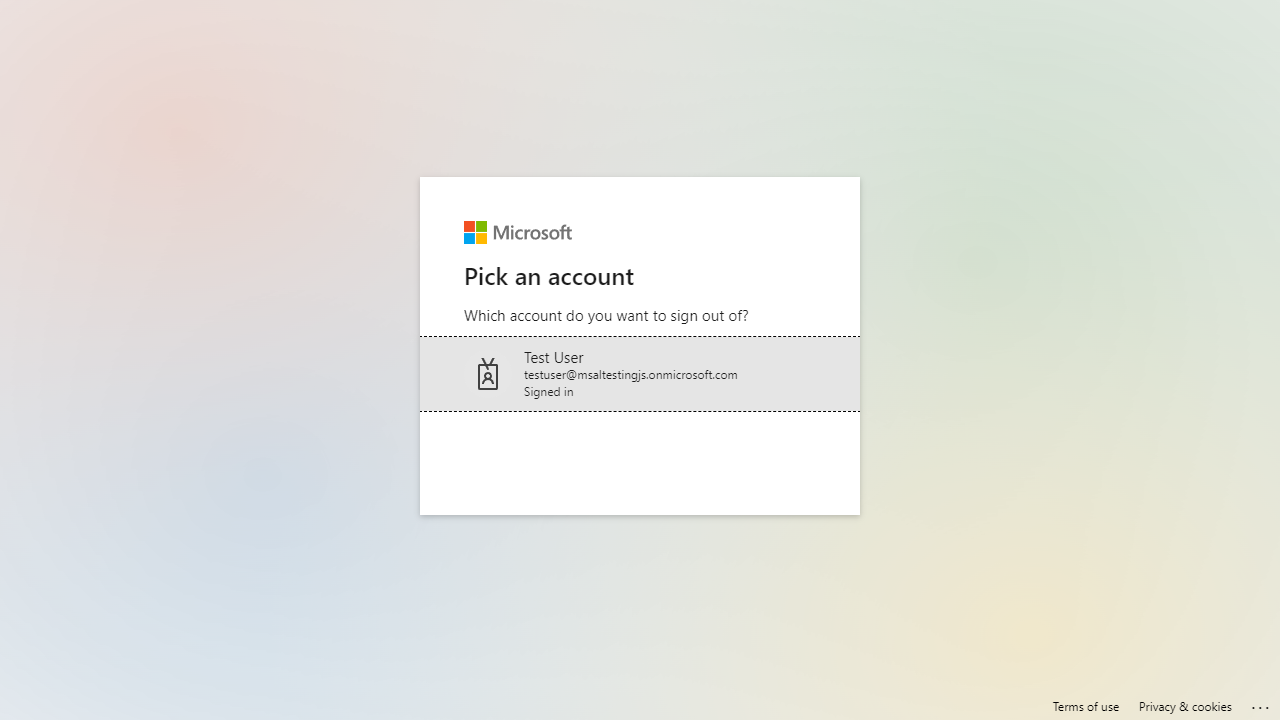 Microsoft
Pick an account
Which account do you want to sign out of?
Test User
testuser@msaltestingjs.onmicrosoft.com
Signed in
Terms of use Privacy & cookies ...